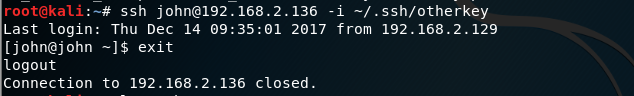 root@kali:~# ssh john@192.168.2.136 -i ~/.ssh/otherkey
Last login: Thu Dec 14 09:35:01 2017 from 192.168.2.129
[john@john ~]$ exit
logout
Connection to 192.168.2.136 closed.